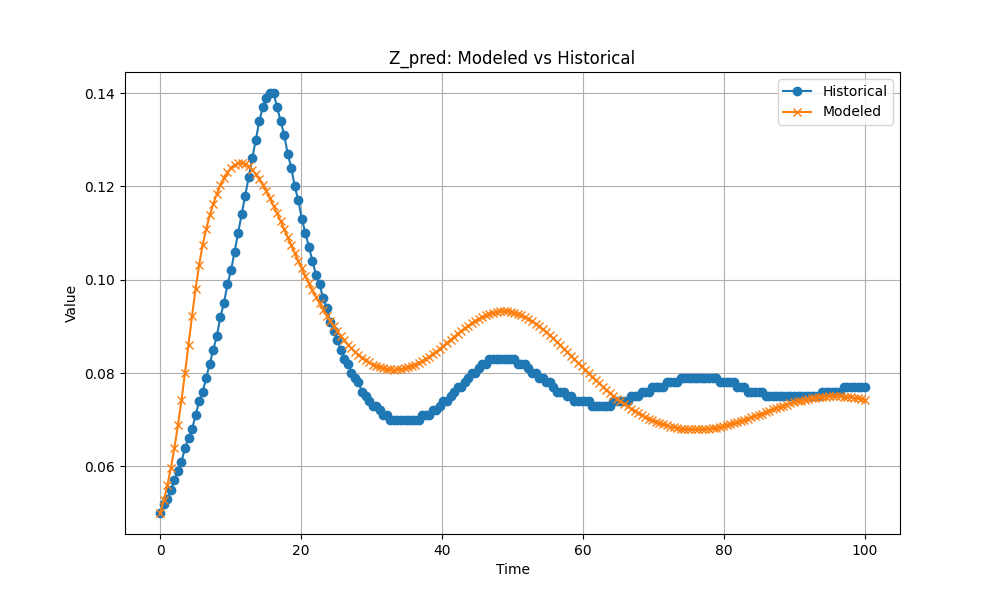 Z_pred: Modeled vs Historical
Historical
Modeled
Value
0.14
0.12
0.10
0.08
0.06
0
20
40
60
80
100
Time